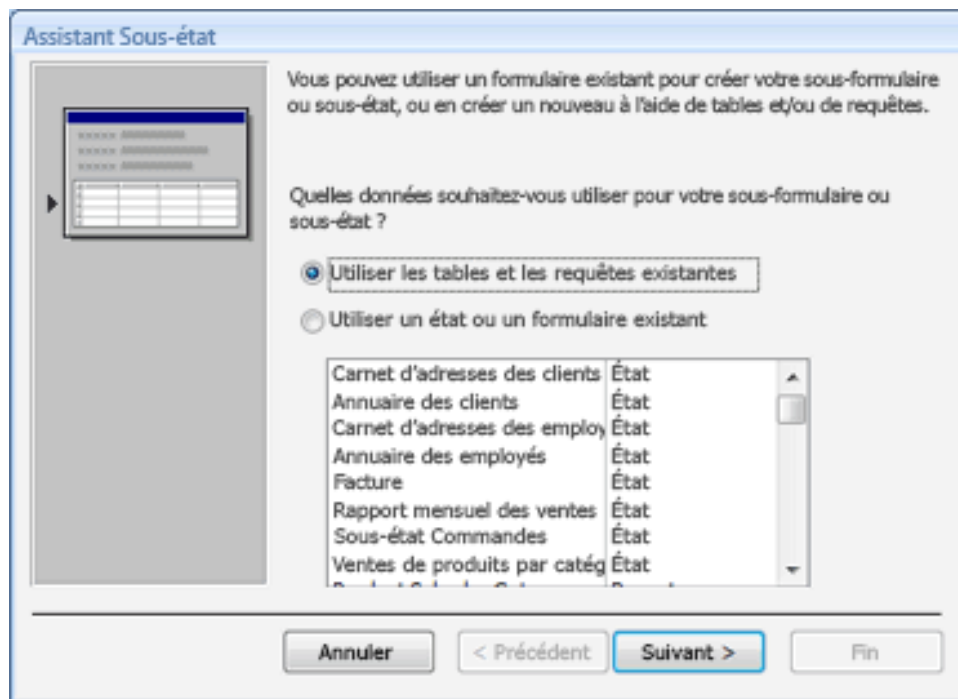 Assistant Sous-état
Vous pouvez utiliser un formulaire existant pour créer votre sous-formulaire
ou sous-état, ou en créer un nouveau à l'aide de tables et/ou de requêtes.
Quelles données souhaitez-vous utiliser pour votre sous-formulaire ou
sous-état ?
Utiliser les tables et les requêtes existantes
Utiliser un état ou un formulaire existant
Carnet d'adresses des clients État
Annuaire des clients État
Carnet d'adresses des employ État
Annuaire des employés État
Facture État
Rapport mensuel des ventes État
Sous-état Commandes État
Ventes de produits par catég État
Annuler < Précédent Suivant > Fin